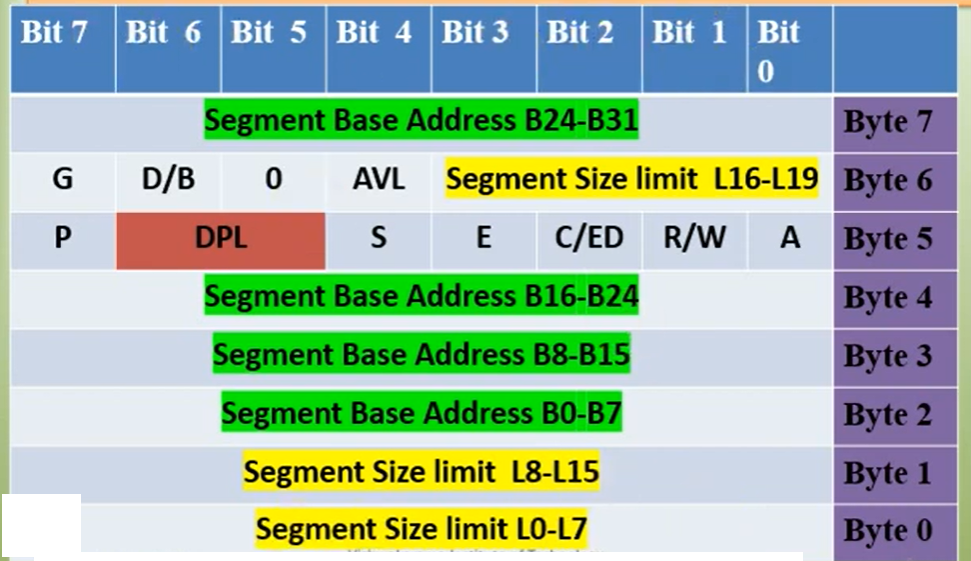 Bit 7 Bit 6 Bit 5 Bit 4 Bit 3 Bit 2 Bit 1 Bit 0
Segment Base Address B24-B31 Byte 7
G D/B 0 AVL Segment Size limit L16-L19 Byte 6
P DPL S E C/ED R/W A Byte 5
Segment Base Address B16-B24 Byte 4
Segment Base Address B8-B15 Byte 3
Segment Base Address B0-B7 Byte 2
Segment Size limit L8-L15 Byte 1
Segment Size limit L0-L7 Byte 0